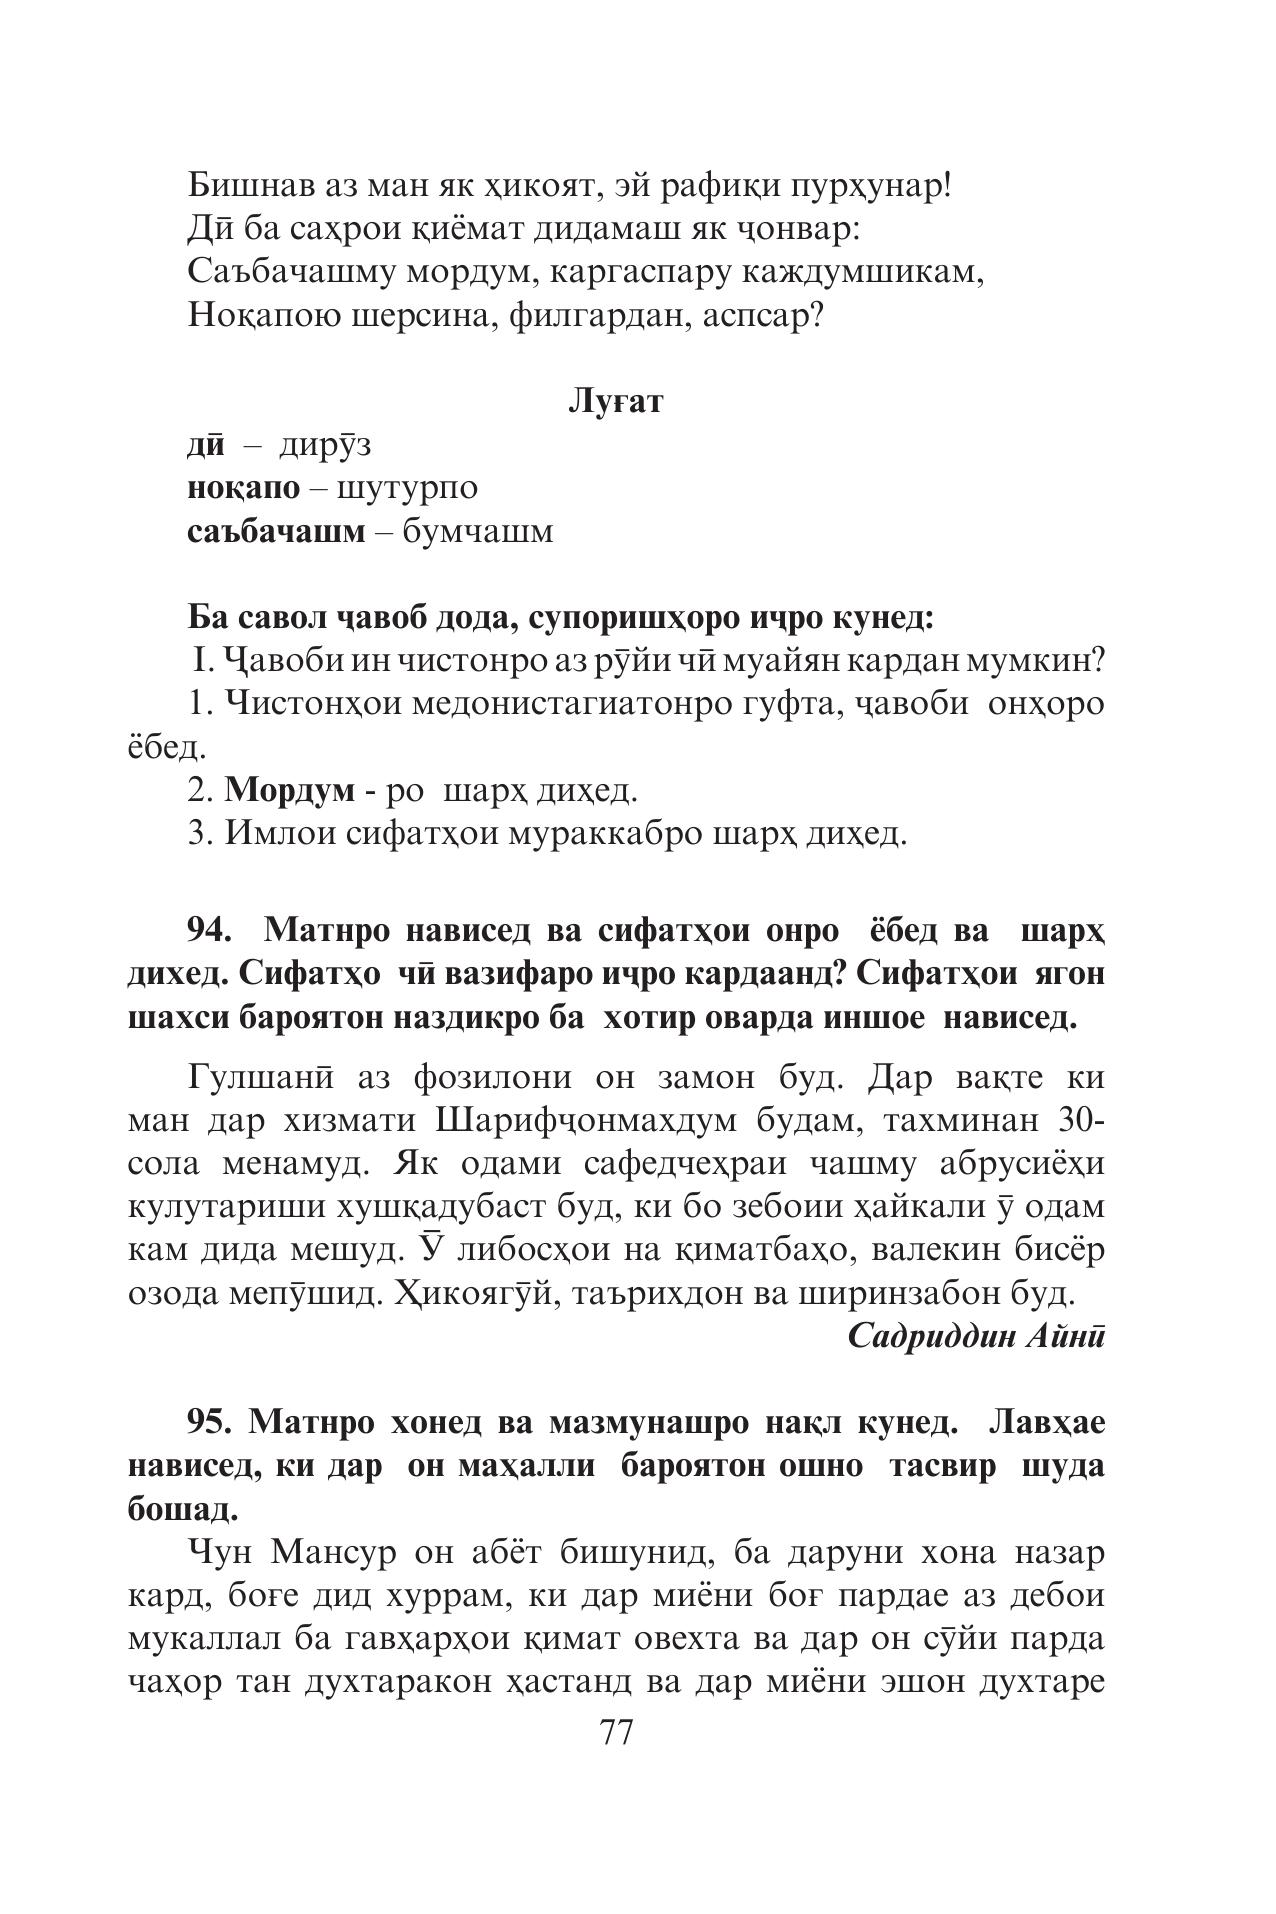 Бишнав аз ман як ҳикоят, эй рафиқи пурҳунар!
Дӣ ба саҳрои қиёмат дидамаш як ҷонвар:
Саъбачашму мордум, каргаспару каждумшикам,
Ноқапою шерсина, филгардан, аспсар?
Луғат
дӣ – дирӯз
ноқапо – шутурпо
саъбачашм – бумчашм
Ба савол ҷавоб дода, супоришҳоро иҷро кунед:
I. Ҷавоби ин чистонро аз рӯйи чӣ муайян кардан мумкин?
1. Чистонҳои медонистагиатонро гуфта, ҷавоби онҳоро
ёбед.
2. Мордум - ро шарҳ диҳед.
3. Имлои сифатҳои мураккабро шарҳ диҳед.
94. Матнро нависед ва сифатҳои онро ёбед ва шарҳ
дихед. Сифатҳо чӣ вазифаро иҷро кардаанд? Сифатҳои ягон
шахси бароятон наздикро ба хотир оварда иншое нависед.
Гулшанӣ аз фозилони он замон буд. Дар вақте ки
ман дар хизмати Шарифҷонмахдум будам, тахминан 30-
сола менамуд. Як одами сафедчеҳраи чашму абрусиёҳи
кулутариши хушқадубаст буд, ки бо зебоии ҳайкали ӯ одам
кам дида мешуд. Ӯ либосҳои на қиматбаҳо, валекин бисёр
озода мепӯшид. Ҳикоягӯй, таърихдон ва ширинзабон буд.
Садриддин Айнӣ
95. Матнро хонед ва мазмунашро нақл кунед. Лавҳае
нависед, ки дар он маҳалли бароятон ошно тасвир шуда
бошад.
Чун Мансур он абёт бишунид, ба даруни хона назар
кард, боғе дид хуррам, ки дар миёни боғ пардае аз дебои
мукаллал ба гавҳарҳои қимат овехта ва дар он сӯйи парда
чаҳор тан духтаракон ҳастанд ва дар миёни эшон духтаре
77